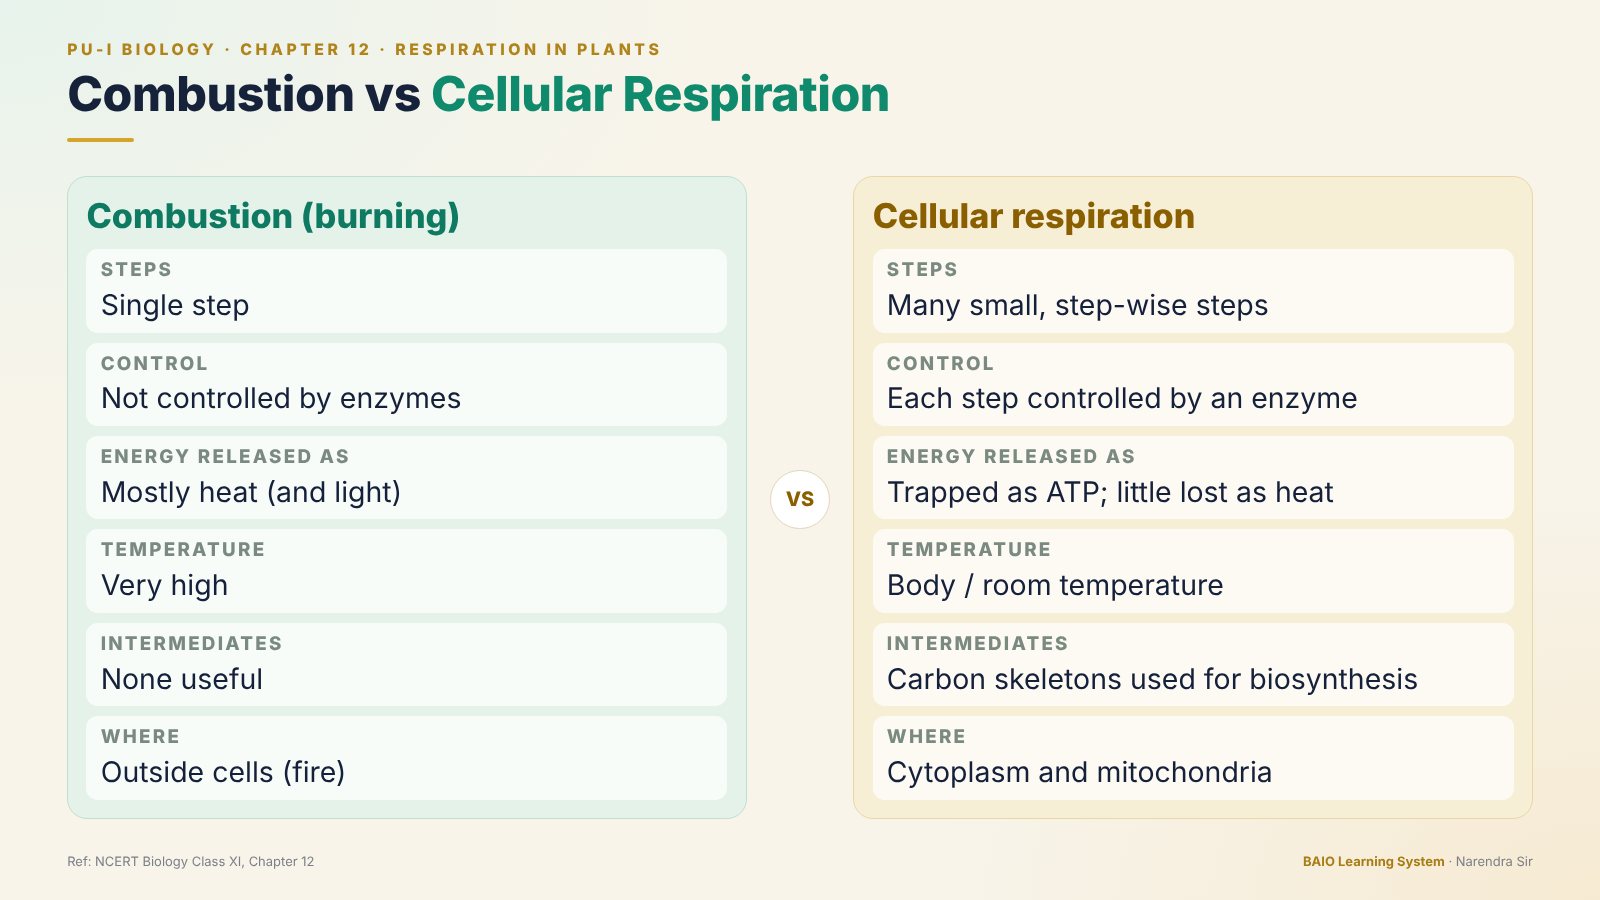 PU-I BIOLOGY · CHAPTER 12 · RESPIRATION IN PLANTS
Combustion vs Cellular Respiration
Combustion (burning)
STEPS
Single step
CONTROL
Not controlled by enzymes
ENERGY RELEASED AS
Mostly heat (and light)
TEMPERATURE
Very high
INTERMEDIATES
None useful
WHERE
Outside cells (fire)
VS
Cellular respiration
STEPS
Many small, step-wise steps
CONTROL
Each step controlled by an enzyme
ENERGY RELEASED AS
Trapped as ATP; little lost as heat
TEMPERATURE
Body / room temperature
INTERMEDIATES
Carbon skeletons used for biosynthesis
WHERE
Cytoplasm and mitochondria
Ref: NCERT Biology Class XI, Chapter 12
BAIO Learning System · Narendra Sir